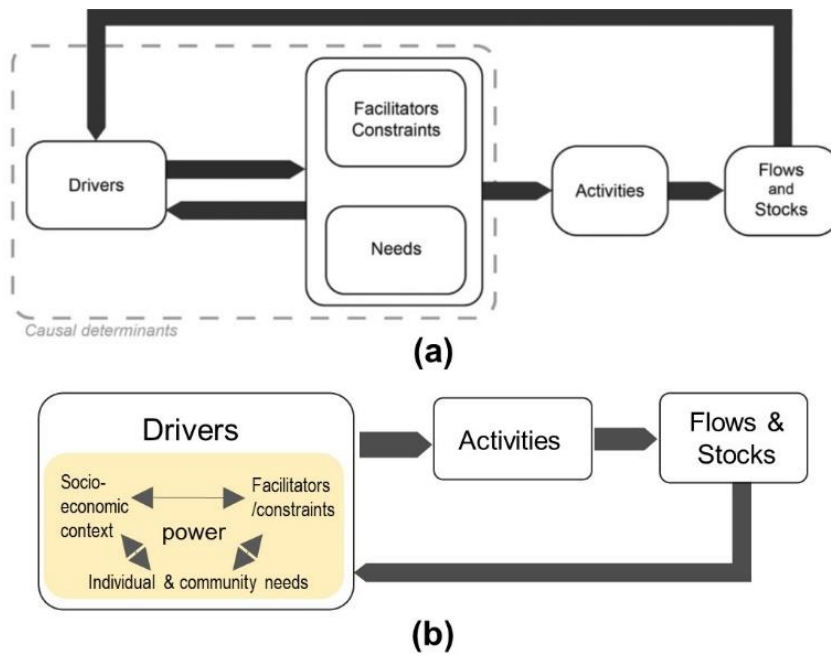 Drivers
Facilitators
Constraints
Needs
Activities
Flows
and
Stocks
Causal determinants
(a)
Drivers
Socio-
economic
context
Facilitators
/constraints
power
Individual & community needs
Activities
Flows &
Stocks
(b)